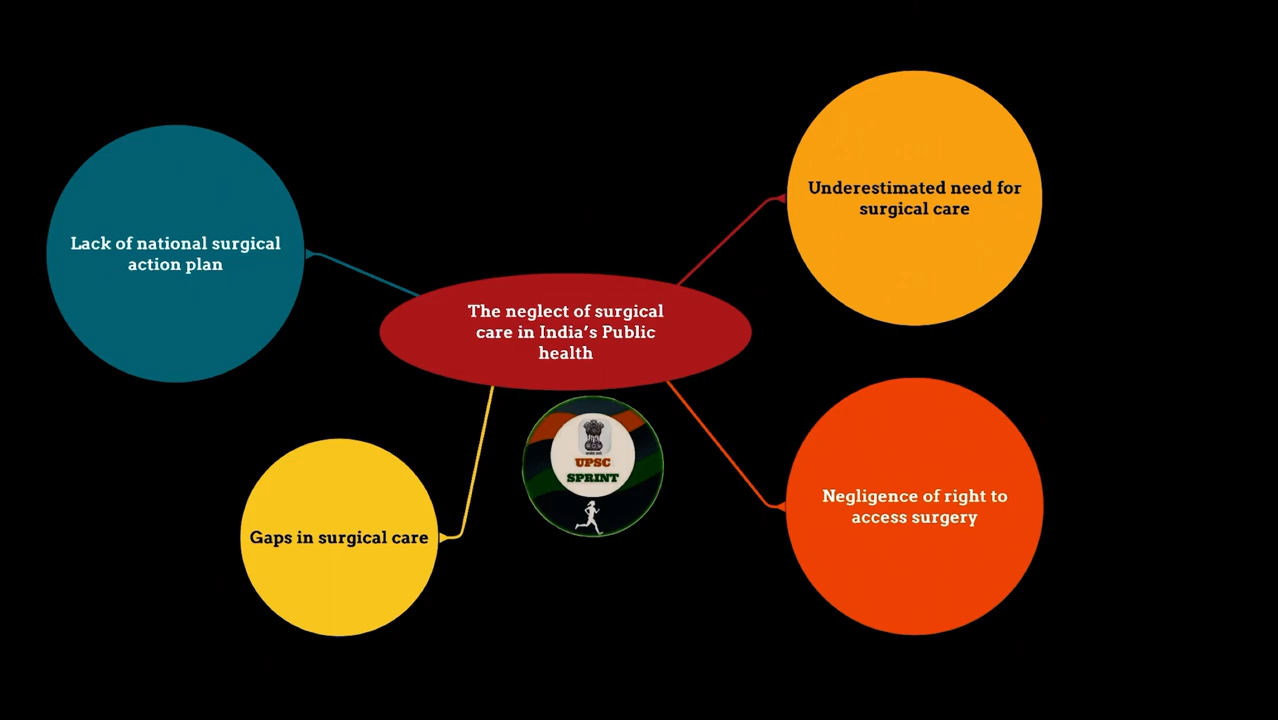 Underestimated need for
surgical care
Lack of national surgical
action plan
The neglect of surgical
care in India's Public
health
UPSC
SPRINT
Negligence of right to
access surgery
Gaps in surgical care